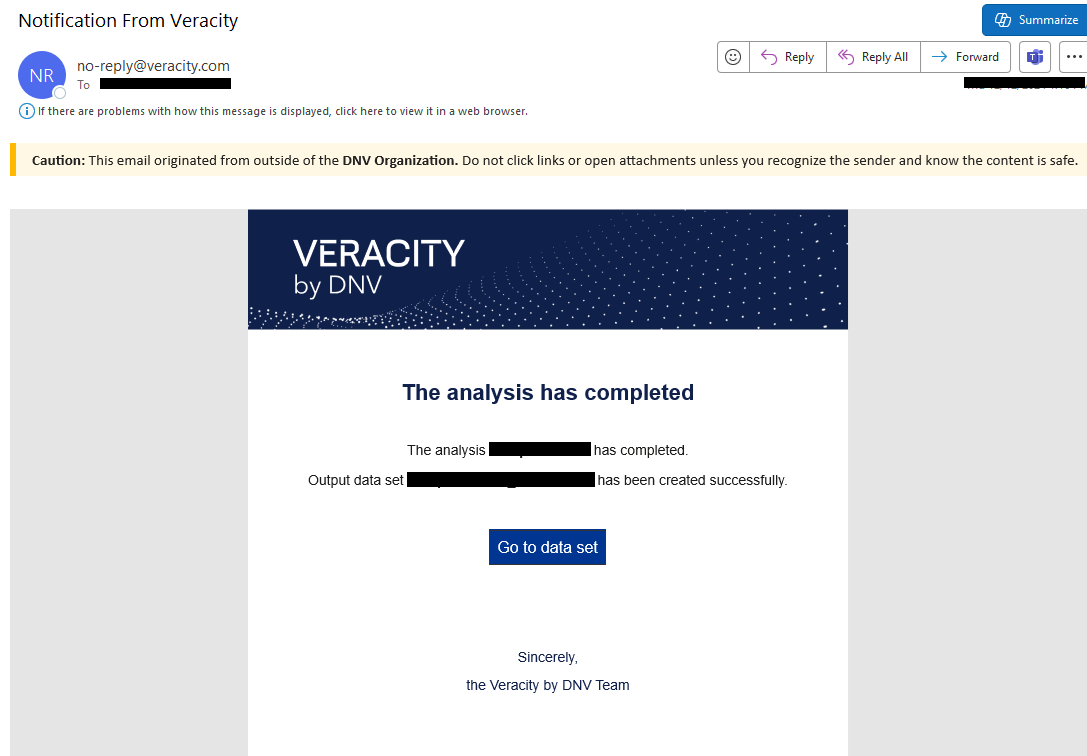 Notification From Veracity
Summarize
NR
no-reply@veracity.com
To
Reply
Reply All
Forward
If there are problems with how this message is displayed, click here to view it in a web browser.
Caution: This email originated from outside of the DNV Organization. Do not click links or open attachments unless you recognize the sender and know the content is safe.
VERACITY
by DNV
The analysis has completed
The analysis has completed.
Output data set has been created successfully.
Go to data set
Sincerely,
the Veracity by DNV Team